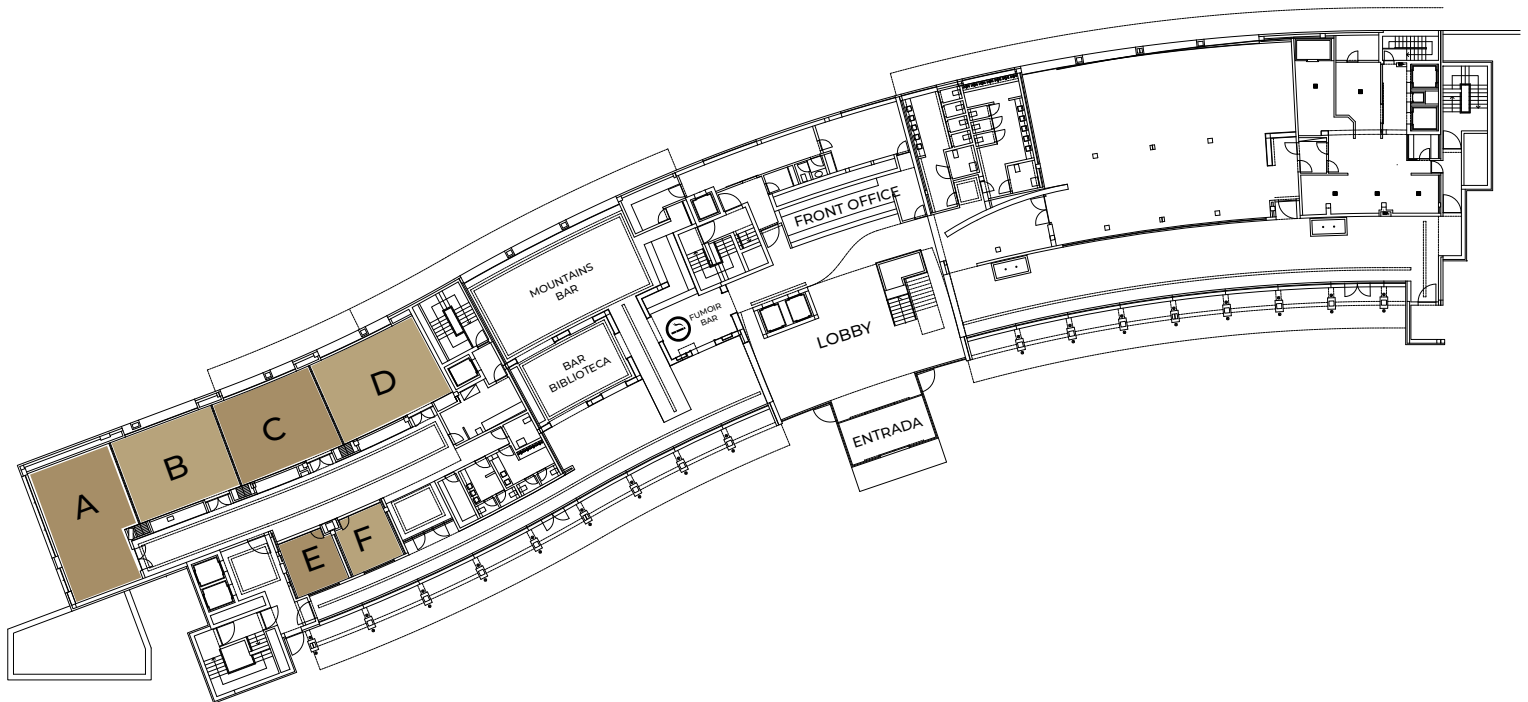 FRONT OFFICE
MOUNTAINS
BAR
FUMOIR
BAR
LOBBY
BAR
BIBLIOTECA
ENTRADA
D
C
B
A
F
E